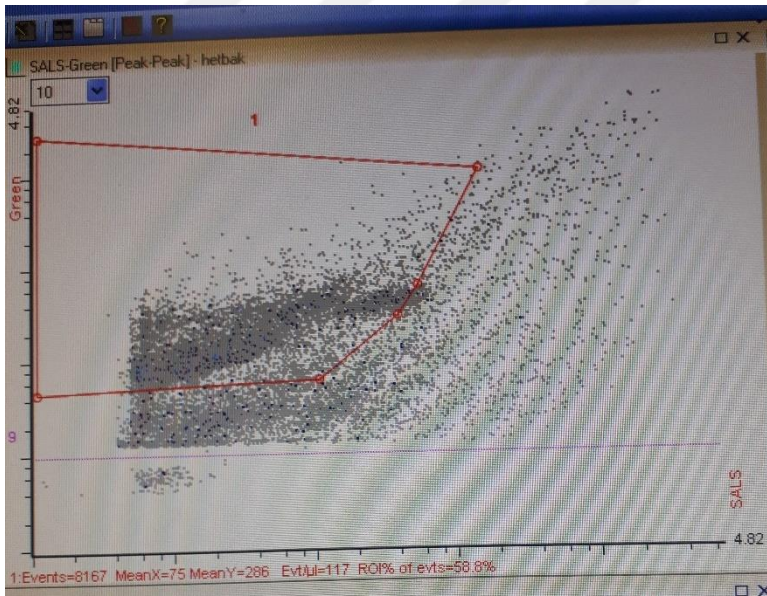 SALS-Green [Peak-Peak] - hetbak
10
4.82
Green
1
9
SALS
4.82
1:Events=8167 MeanX=75 MeanY=286 Evt/µl=117 ROI% of evts=58.8%